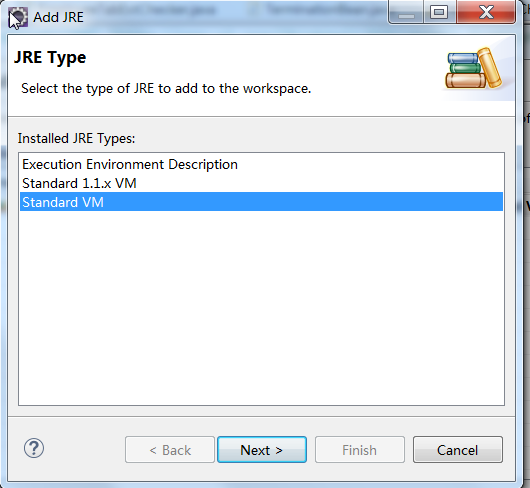 Add JRE
JRE Type
Select the type of JRE to add to the workspace.
Installed JRE Types:
Execution Environment Description
Standard 1.1.x VM
Standard VM
< Back
Next >
Finish
Cancel